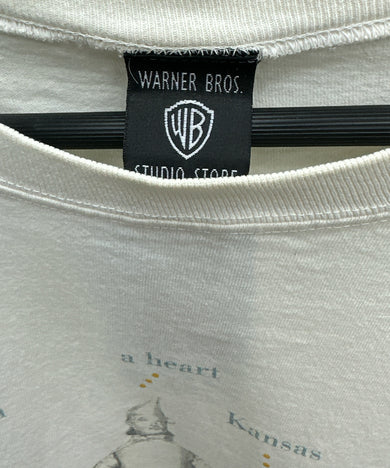 WARNER BROS.
WB
STUDIO STORE
a heart
Kansas